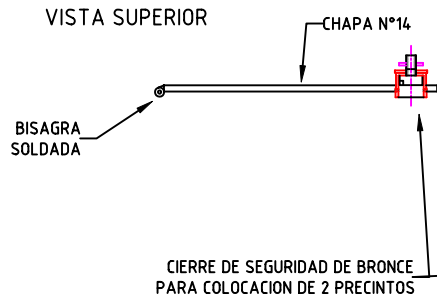 VISTA SUPERIOR
CHAPA N°14
BISAGRA
SOLDADA
CIERRE DE SEGURIDAD DE BRONCE
PARA COLOCACION DE 2 PRECINTOS